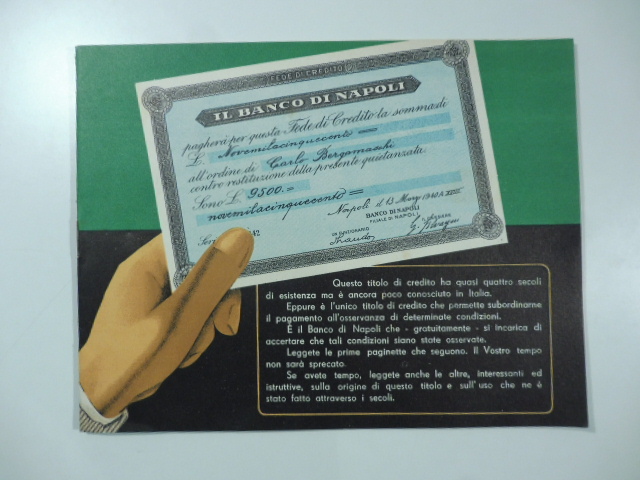 FEDE DI CREDITO
IL BANCO DI NAPOLI
pagherà per questa Fede di Credito la somma di
L. Novemilacinquecento
all'ordine di Carlo Bergamaschi
contro restituzione della presente quietanzata.
Sono L. 9500.=
novemilacinquecento
Napoli il 13 Marzo 1940 A. XVIII
BANCO DI NAPOLI
FILIALE DI NAPOLI
UN FUNZIONARIO
IL CASSIERE
Questo titolo di credito ha quasi quattro secoli
di esistenza ma è ancora poco conosciuto in Italia.
Eppure è l'unico titolo di credito che permette subordinarne
il pagamento all'osservanza di determinate condizioni.
È il Banco di Napoli che - gratuitamente - si incarica di
accertare che tali condizioni siano state osservate.
Leggete le prime paginette che seguono. Il Vostro tempo
non sarà sprecato.
Se avete tempo, leggete anche le altre, interessanti ed
istruttive, sulla origine di questo titolo e sull'uso che ne è
stato fatto attraverso i secoli.